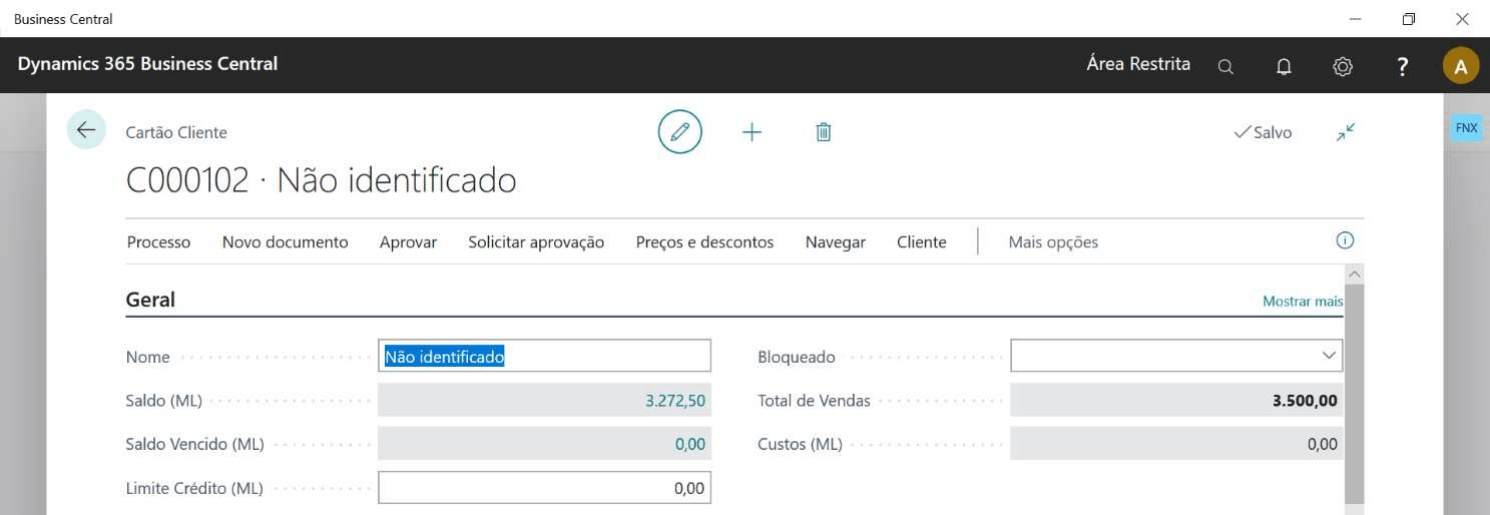 Business Central
Dynamics 365 Business Central
Área Restrita
?
A
Cartão Cliente
Salvo
FNX
C000102 · Não identificado
Processo Novo documento Aprovar Solicitar aprovação Preços e descontos Navegar Cliente Mais opções
Geral
Mostrar mais
Nome Não identificado Bloqueado
Saldo (ML) 3.272,50 Total de Vendas 3.500,00
Saldo Vencido (ML) 0,00 Custos (ML) 0,00
Limite Crédito (ML) 0,00